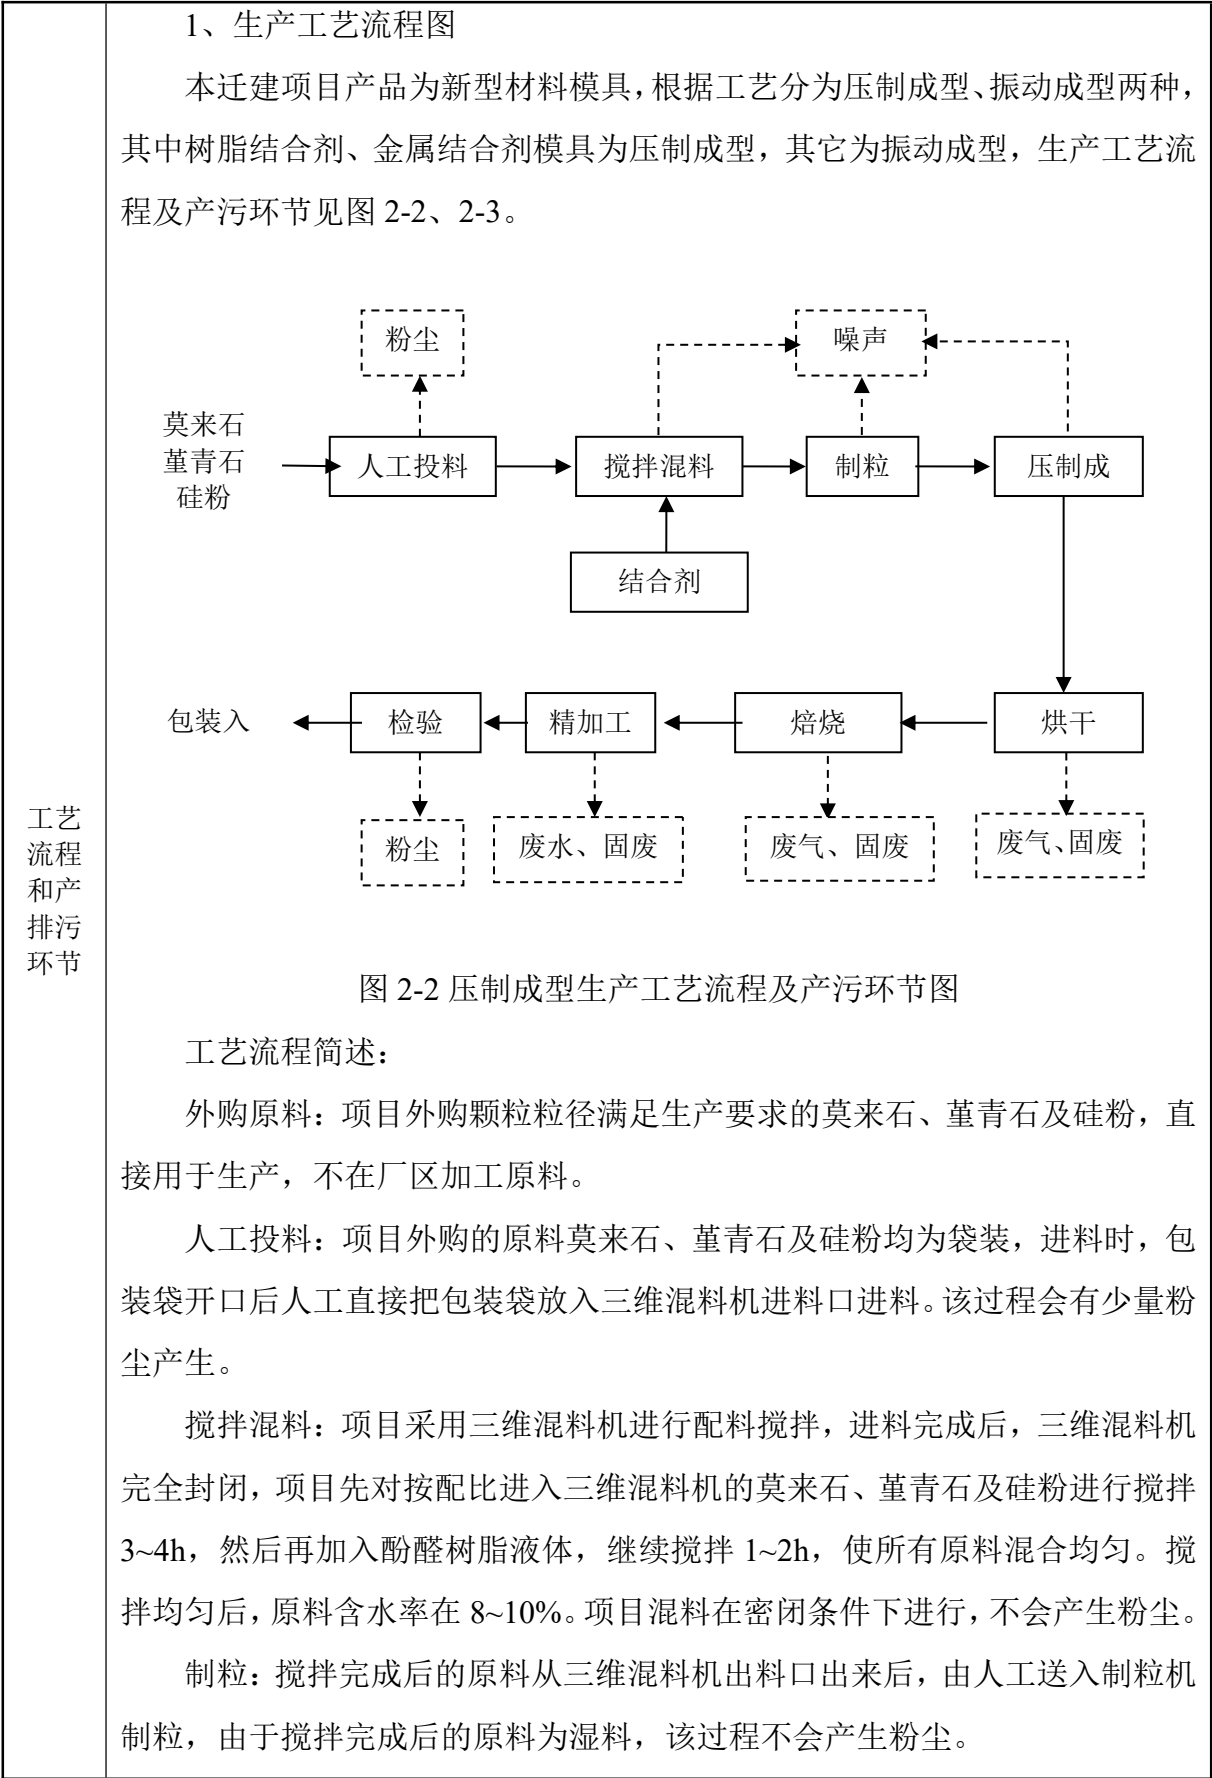 1、生产工艺流程图
本迁建项目产品为新型材料模具，根据工艺分为压制成型、振动成型两种，
其中树脂结合剂、金属结合剂模具为压制成型，其它为振动成型，生产工艺流
程及产污环节见图 2-2、2-3。
粉尘
噪声
莫来石
堇青石
硅粉
人工投料
搅拌混料
制粒
压制成
结合剂
包装入
检验
精加工
焙烧
烘干
粉尘
废水、固废
废气、固废
废气、固废
工艺
流程
和产
排污
环节
图 2-2 压制成型生产工艺流程及产污环节图
工艺流程简述：
外购原料：项目外购颗粒粒径满足生产要求的莫来石、堇青石及硅粉，直
接用于生产，不在厂区加工原料。
人工投料：项目外购的原料莫来石、堇青石及硅粉均为袋装，进料时，包
装袋开口后人工直接把包装袋放入三维混料机进料口进料。该过程会有少量粉
尘产生。
搅拌混料：项目采用三维混料机进行配料搅拌，进料完成后，三维混料机
完全封闭，项目先对按配比进入三维混料机的莫来石、堇青石及硅粉进行搅拌
3~4h，然后再加入酚醛树脂液体，继续搅拌 1~2h，使所有原料混合均匀。搅
拌均匀后，原料含水率在 8~10%。项目混料在密闭条件下进行，不会产生粉尘。
制粒：搅拌完成后的原料从三维混料机出料口出来后，由人工送入制粒机
制粒，由于搅拌完成后的原料为湿料，该过程不会产生粉尘。